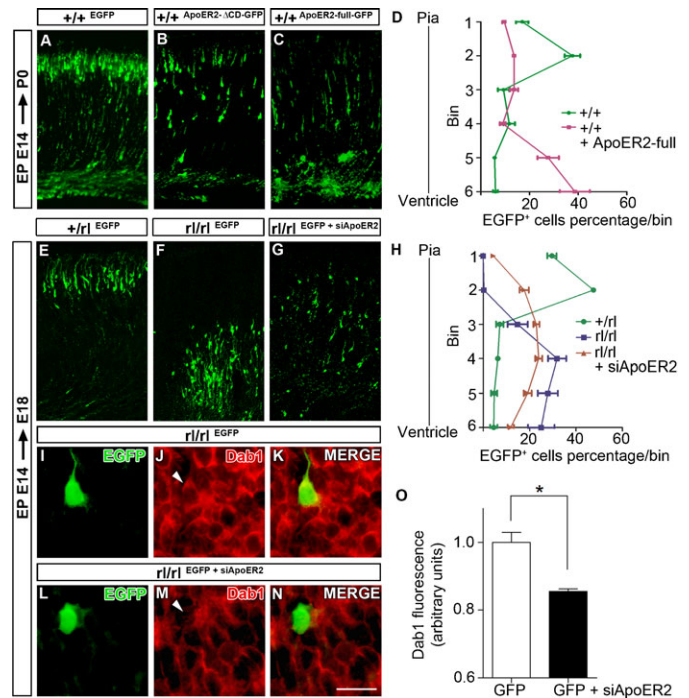 +/+ EGFP
+/+ ApoER2-ΔCD-GFP
+/+ ApoER2-full-GFP
EP E14 → P0
A
B
C
D
Pia
Ventricle
Bin
1
2
3
4
5
6
+/+
+/+
+ ApoER2-full
20 40 60
EGFP+ cells percentage/bin
+/rl EGFP
rl/rl EGFP
rl/rl EGFP + siApoER2
EP E14 → E18
E
F
G
H
Pia
Ventricle
Bin
1
2
3
4
5
6
+/rl
rl/rl
rl/rl
+ siApoER2
20 40 60
EGFP+ cells percentage/bin
rl/rl EGFP
I EGFP
J Dab1
K MERGE
rl/rl EGFP + siApoER2
L EGFP
M Dab1
N MERGE
O
*
Dab1 fluorescence
(arbitrary units)
1.0
0.8
0.6
GFP
GFP + siApoER2